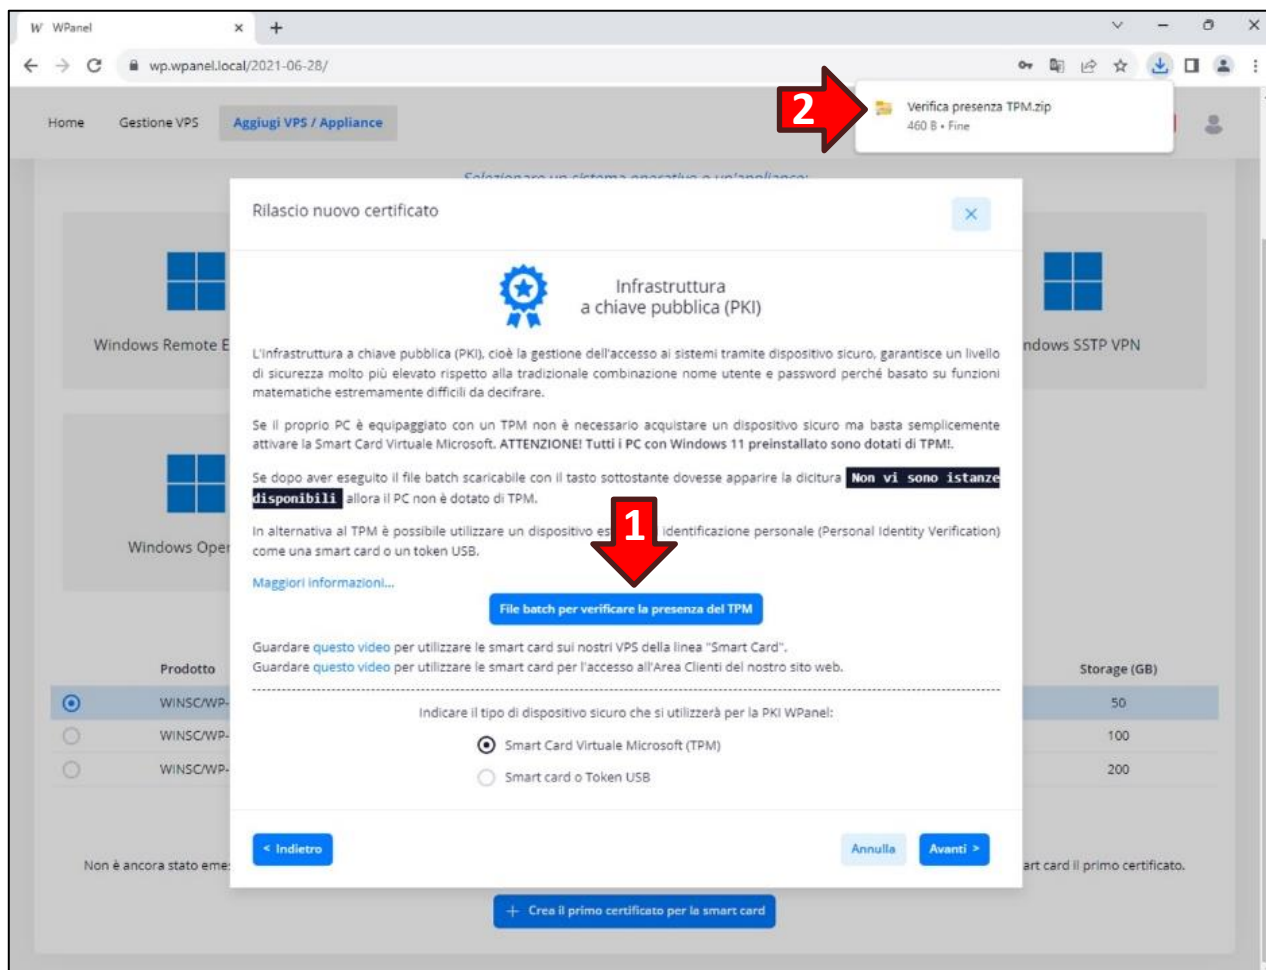 W WPanel
wp.wpanel.local/2021-06-28/
2
Verifica presenza TPM.zip
460 B • Fine
Home Gestione VPS Aggiugi VPS / Appliance
Selezionare un sistema operativo o un'appliance:
Rilascio nuovo certificato
Infrastruttura
a chiave pubblica (PKI)
Windows Remote E
ndows SSTP VPN
L'infrastruttura a chiave pubblica (PKI), cioè la gestione dell'accesso ai sistemi tramite dispositivo sicuro, garantisce un livello
di sicurezza molto più elevato rispetto alla tradizionale combinazione nome utente e password perché basato su funzioni
matematiche estremamente difficili da decifrare.
Se il proprio PC è equipaggiato con un TPM non è necessario acquistare un dispositivo sicuro ma basta semplicemente
attivare la Smart Card Virtuale Microsoft. ATTENZIONE! Tutti i PC con Windows 11 preinstallato sono dotati di TPM!.
Se dopo aver eseguito il file batch scaricabile con il tasto sottostante dovesse apparire la dicitura Non vi sono istanze
disponibili allora il PC non è dotato di TPM.
In alternativa al TPM è possibile utilizzare un dispositivo es 1 identificazione personale (Personal Identity Verification)
come una smart card o un token USB.
Windows Oper
Maggiori informazioni...
File batch per verificare la presenza del TPM
Guardare questo video per utilizzare le smart card sui nostri VPS della linea "Smart Card".
Guardare questo video per utilizzare le smart card per l'accesso all'Area Clienti del nostro sito web.
Prodotto Storage (GB)
WINSC/WP- 50
Indicare il tipo di dispositivo sicuro che si utilizzerà per la PKI WPanel:
WINSC/WP- 100
Smart Card Virtuale Microsoft (TPM)
WINSC/WP- 200
Smart card o Token USB
< Indietro Annulla Avanti >
Non è ancora stato eme art card il primo certificato.
+ Crea il primo certificato per la smart card